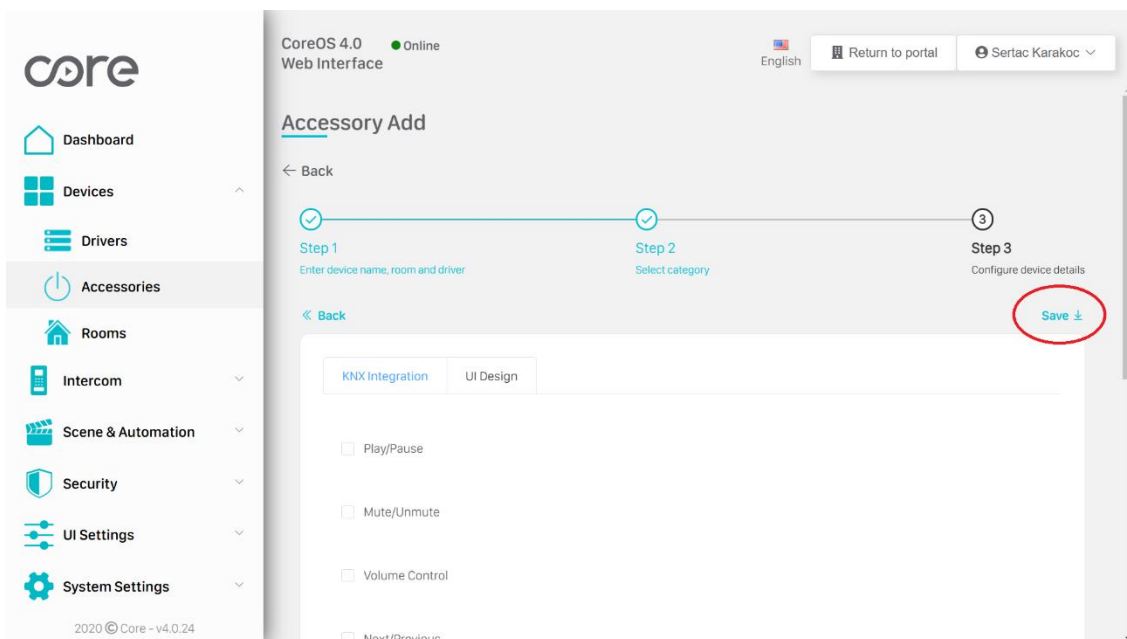 core
Dashboard
Devices
Drivers
Accessories
Rooms
Intercom
Scene & Automation
Security
UI Settings
System Settings
2020 © Core - v4.0.24
CoreOS 4.0 Online
Web Interface
English
Return to portal
Sertac Karakoc
Accessory Add
← Back
3
Step 1
Enter device name, room and driver
Step 2
Select category
Step 3
Configure device details
« Back
Save
KNX Integration
UI Design
Play/Pause
Mute/Unmute
Volume Control
Next/Previous